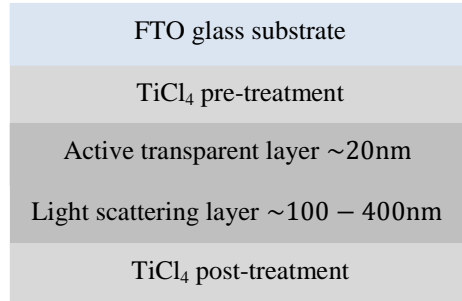 FTO glass substrate
TiCl₄ pre-treatment
Active transparent layer ~20nm
Light scattering layer ~100 − 400nm
TiCl₄ post-treatment